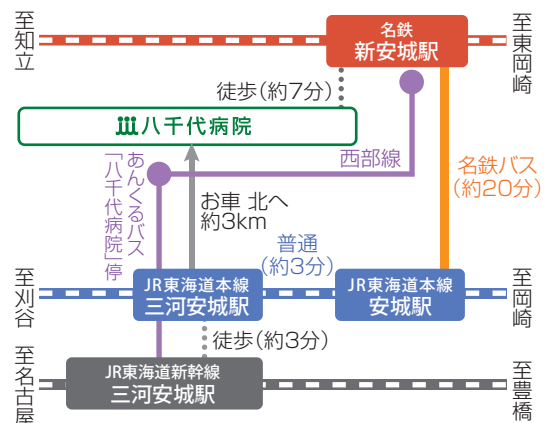 至知立
名鉄
新安城駅
至東岡崎
徒歩（約7分）
八千代病院
あんくるバス
「八千代病院」停
西部線
名鉄バス
（約20分）
お車 北へ
約3km
普通
（約3分）
至刈谷
JR東海道本線
三河安城駅
JR東海道本線
安城駅
至岡崎
徒歩（約3分）
至名古屋
JR東海道新幹線
三河安城駅
至豊橋